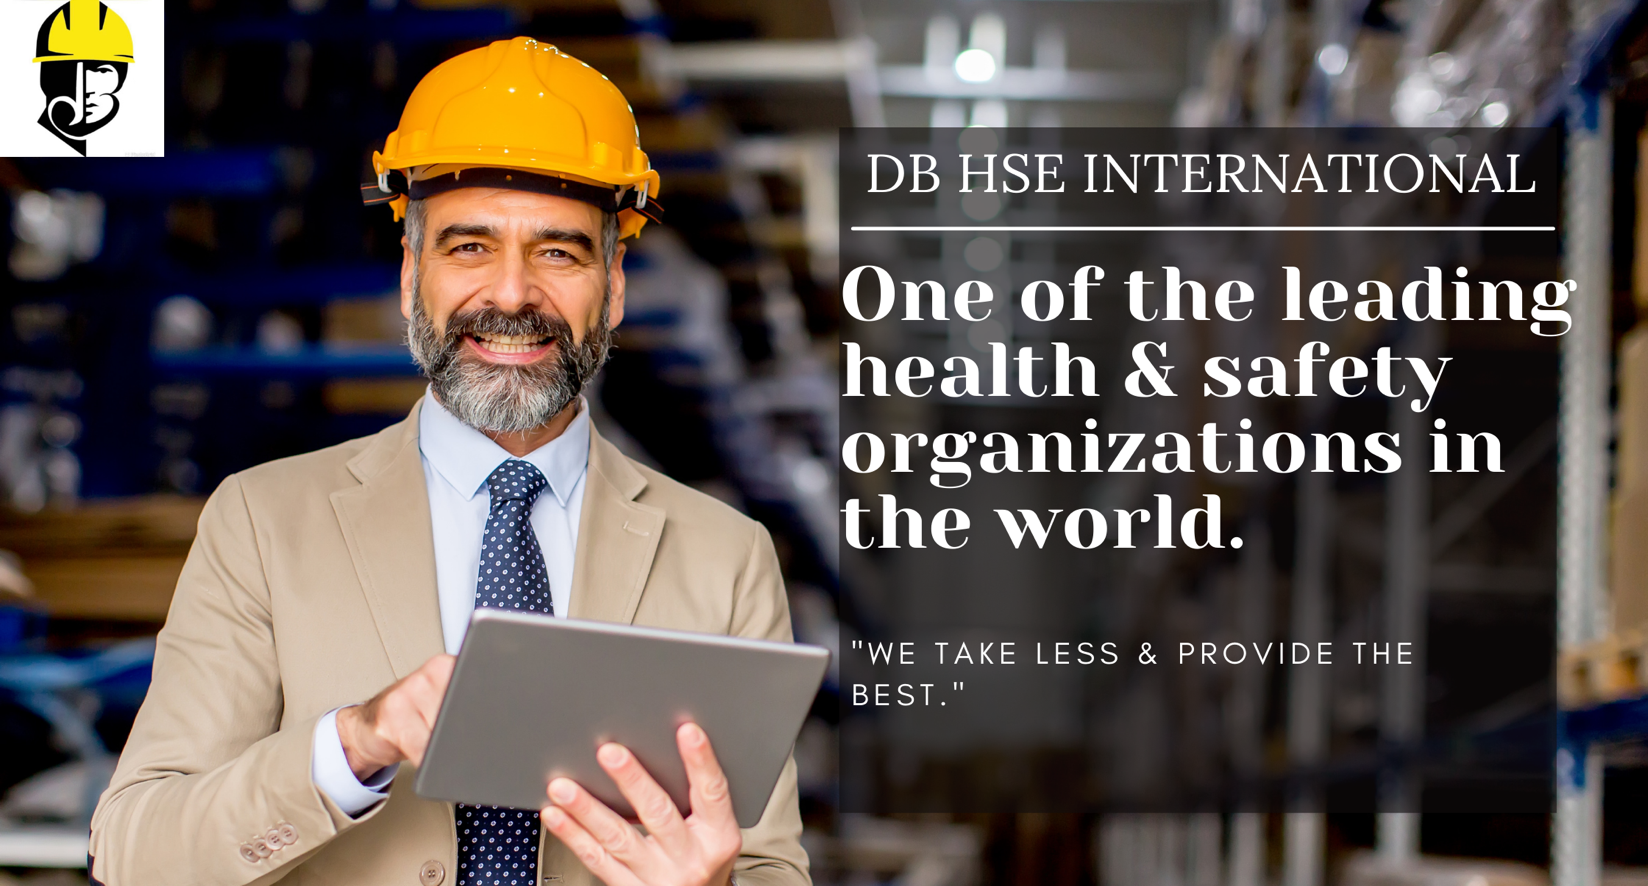 DB HSE INTERNATIONAL
One of the leading
health & safety
organizations in
the world.
"WE TAKE LESS & PROVIDE THE
BEST."